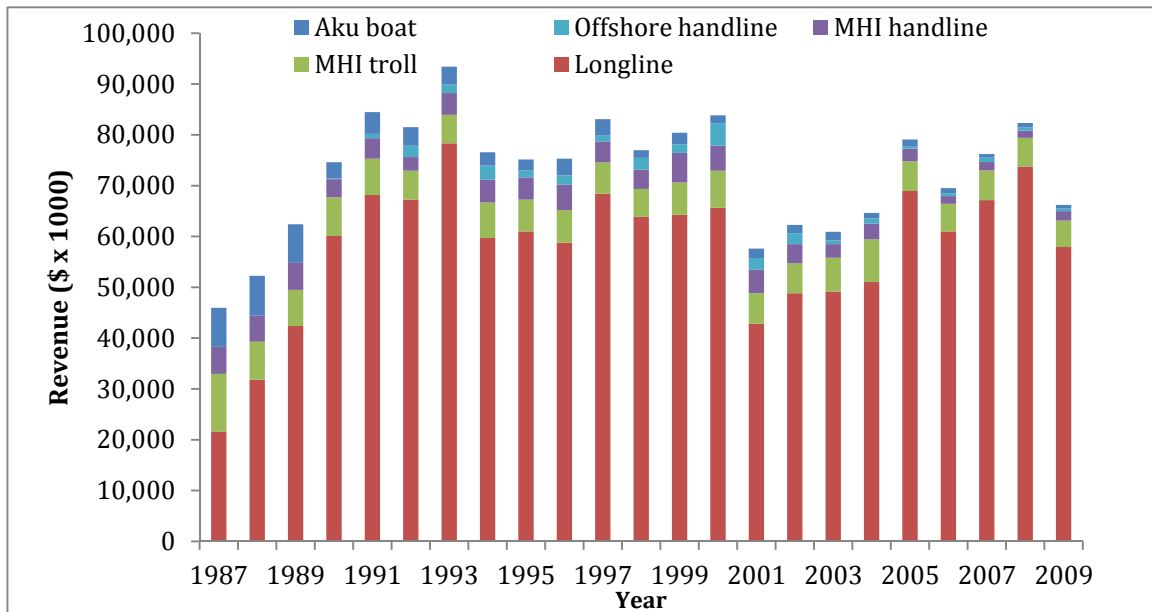 Aku boat Offshore handline MHI handline
MHI troll Longline
Revenue ($ x 1000)
100,000
90,000
80,000
70,000
60,000
50,000
40,000
30,000
20,000
10,000
0
1987 1989 1991 1993 1995 1997 1999 2001 2003 2005 2007 2009
Year